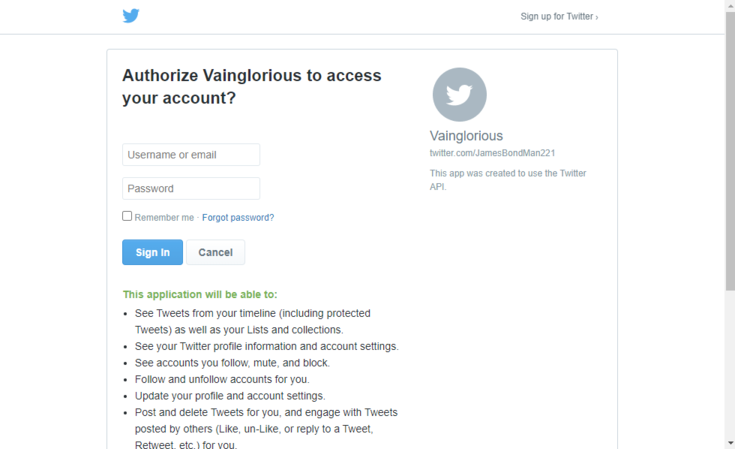 Sign up for Twitter ›
Authorize Vainglorious to access
your account?
Username or email
Password
Remember me · Forgot password?
Sign In
Cancel
Vainglorious
twitter.com/JamesBondMan221
This app was created to use the Twitter
API.
This application will be able to:
• See Tweets from your timeline (including protected
Tweets) as well as your Lists and collections.
• See your Twitter profile information and account settings.
• See accounts you follow, mute, and block.
• Follow and unfollow accounts for you.
• Update your profile and account settings.
• Post and delete Tweets for you, and engage with Tweets
posted by others (Like, un-Like, or reply to a Tweet,
Retweet, etc.) for you.